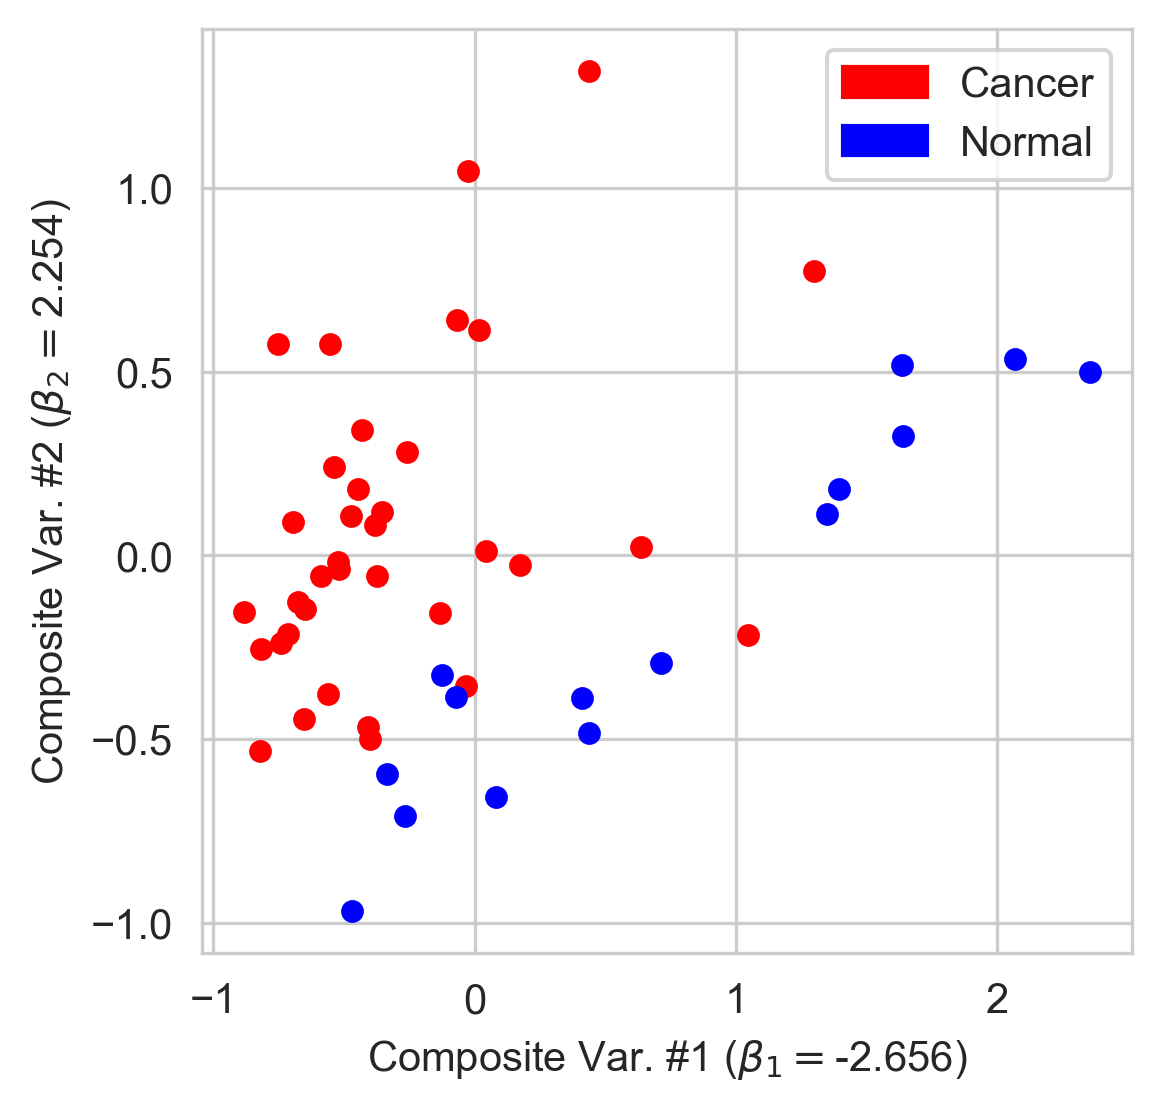 Cancer
Normal
1.0
0.5
0.0
−0.5
−1.0
Composite Var. #2 (β₂ = 2.254)
−1
0
1
2
Composite Var. #1 (β₁ = -2.656)